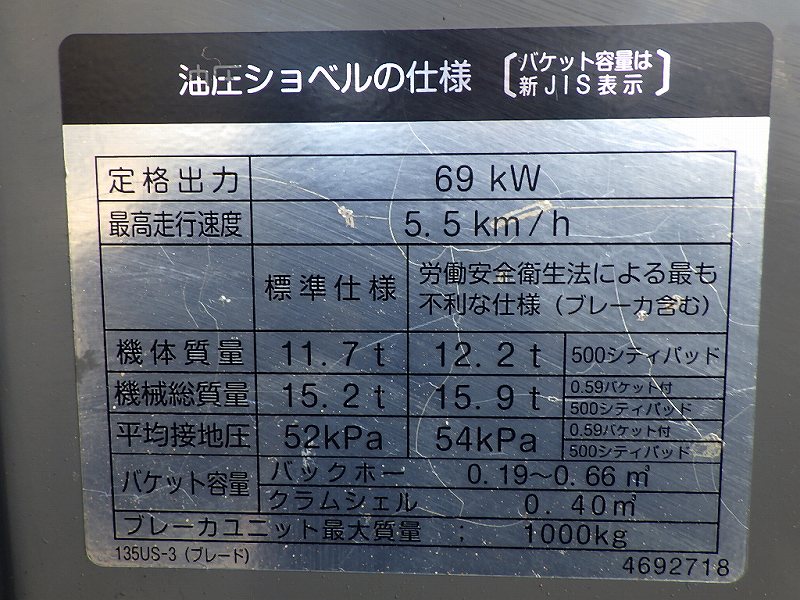 油圧ショベルの仕様 〔バケット容量は
新JIS表示〕
定格出力 69 kW
最高走行速度 5.5 km/h
標準仕様 労働安全衛生法による最も
不利な仕様（ブレーカ含む）
機体質量 11.7 t 12.2 t 500シティパッド
機械総質量 15.2 t 15.9 t 0.59バケット付
500シティパッド
平均接地圧 52kPa 54kPa 0.59バケット付
500シティパッド
バケット容量 バックホー 0.19～0.66 ㎥
クラムシェル 0.40㎥
ブレーカユニット最大質量 : 1000kg
135US-3 (ブレード)
4692718